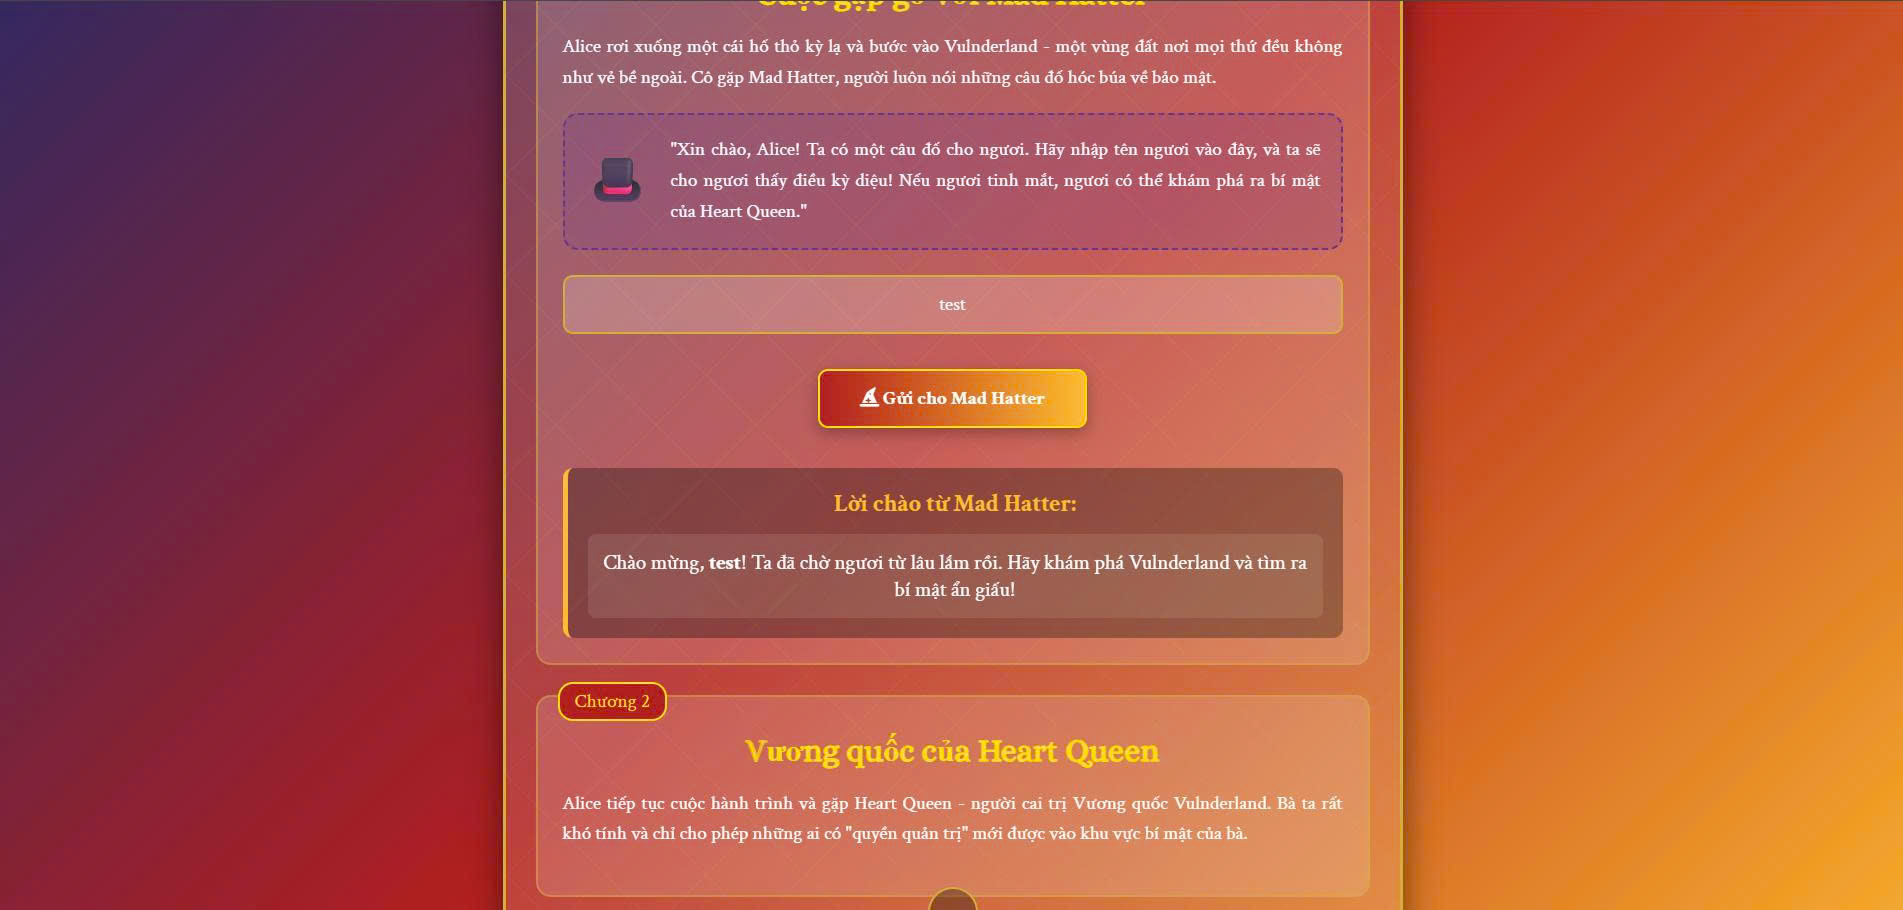 Cuộc gặp gỡ với Mad Hatter
Alice rơi xuống một cái hố thỏ kỳ lạ và bước vào Vulnderland - một vùng đất nơi mọi thứ đều không
như vẻ bề ngoài. Cô gặp Mad Hatter, người luôn nói những câu đố hóc búa về bảo mật.
"Xin chào, Alice! Ta có một câu đố cho ngươi. Hãy nhập tên ngươi vào đây, và ta sẽ
cho ngươi thấy điều kỳ diệu! Nếu ngươi tinh mắt, ngươi có thể khám phá ra bí mật
của Heart Queen."
test
Gửi cho Mad Hatter
Lời chào từ Mad Hatter:
Chào mừng, test! Ta đã chờ ngươi từ lâu lắm rồi. Hãy khám phá Vulnderland và tìm ra
bí mật ẩn giấu!
Chương 2
Vương quốc của Heart Queen
Alice tiếp tục cuộc hành trình và gặp Heart Queen - người cai trị Vương quốc Vulnderland. Bà ta rất
khó tính và chỉ cho phép những ai có "quyền quản trị" mới được vào khu vực bí mật của bà.